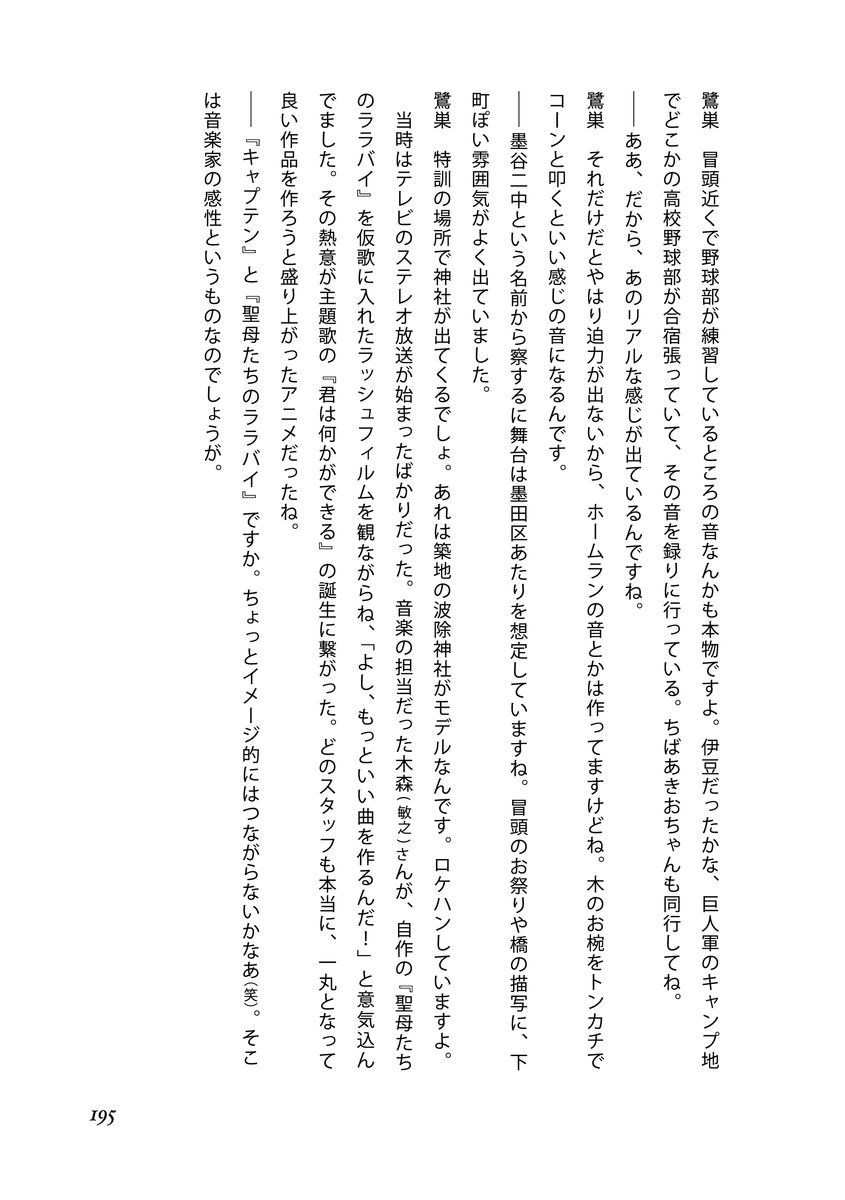 鷺巣　冒頭近くで野球部が練習しているところの音なんかも本物ですよ。伊豆だったかな、巨人軍のキャンプ地
でどこかの高校野球部が合宿張っていて、その音を録りに行っている。ちばあきおちゃんも同行してね。
――ああ、だから、あのリアルな感じが出ているんですね。
鷺巣　それだけだとやはり迫力が出ないから、ホームランの音とかは作ってますけどね。木のお椀をトンカチで
コーンと叩くといい感じの音になるんです。
――墨谷二中という名前から察するに舞台は墨田区あたりを想定していますね。冒頭のお祭りや橋の描写に、下
町ぽい雰囲気がよく出ていました。
鷺巣　特訓の場所で神社が出てくるでしょ。あれは築地の波除神社がモデルなんです。ロケハンしていますよ。
　当時はテレビのステレオ放送が始まったばかりだった。音楽の担当だった木森（敏之）さんが、自作の『聖母たち
のララバイ』を仮歌に入れたラッシュフィルムを観ながらね、「よし、もっといい曲を作るんだ！」と意気込ん
でました。その熱意が主題歌の『君は何かができる』の誕生に繋がった。どのスタッフも本当に、一丸となって
良い作品を作ろうと盛り上がったアニメだったね。
――『キャプテン』と『聖母たちのララバイ』ですか。ちょっとイメージ的にはつながらないかなあ（笑）。そこ
は音楽家の感性というものなのでしょうが。
195